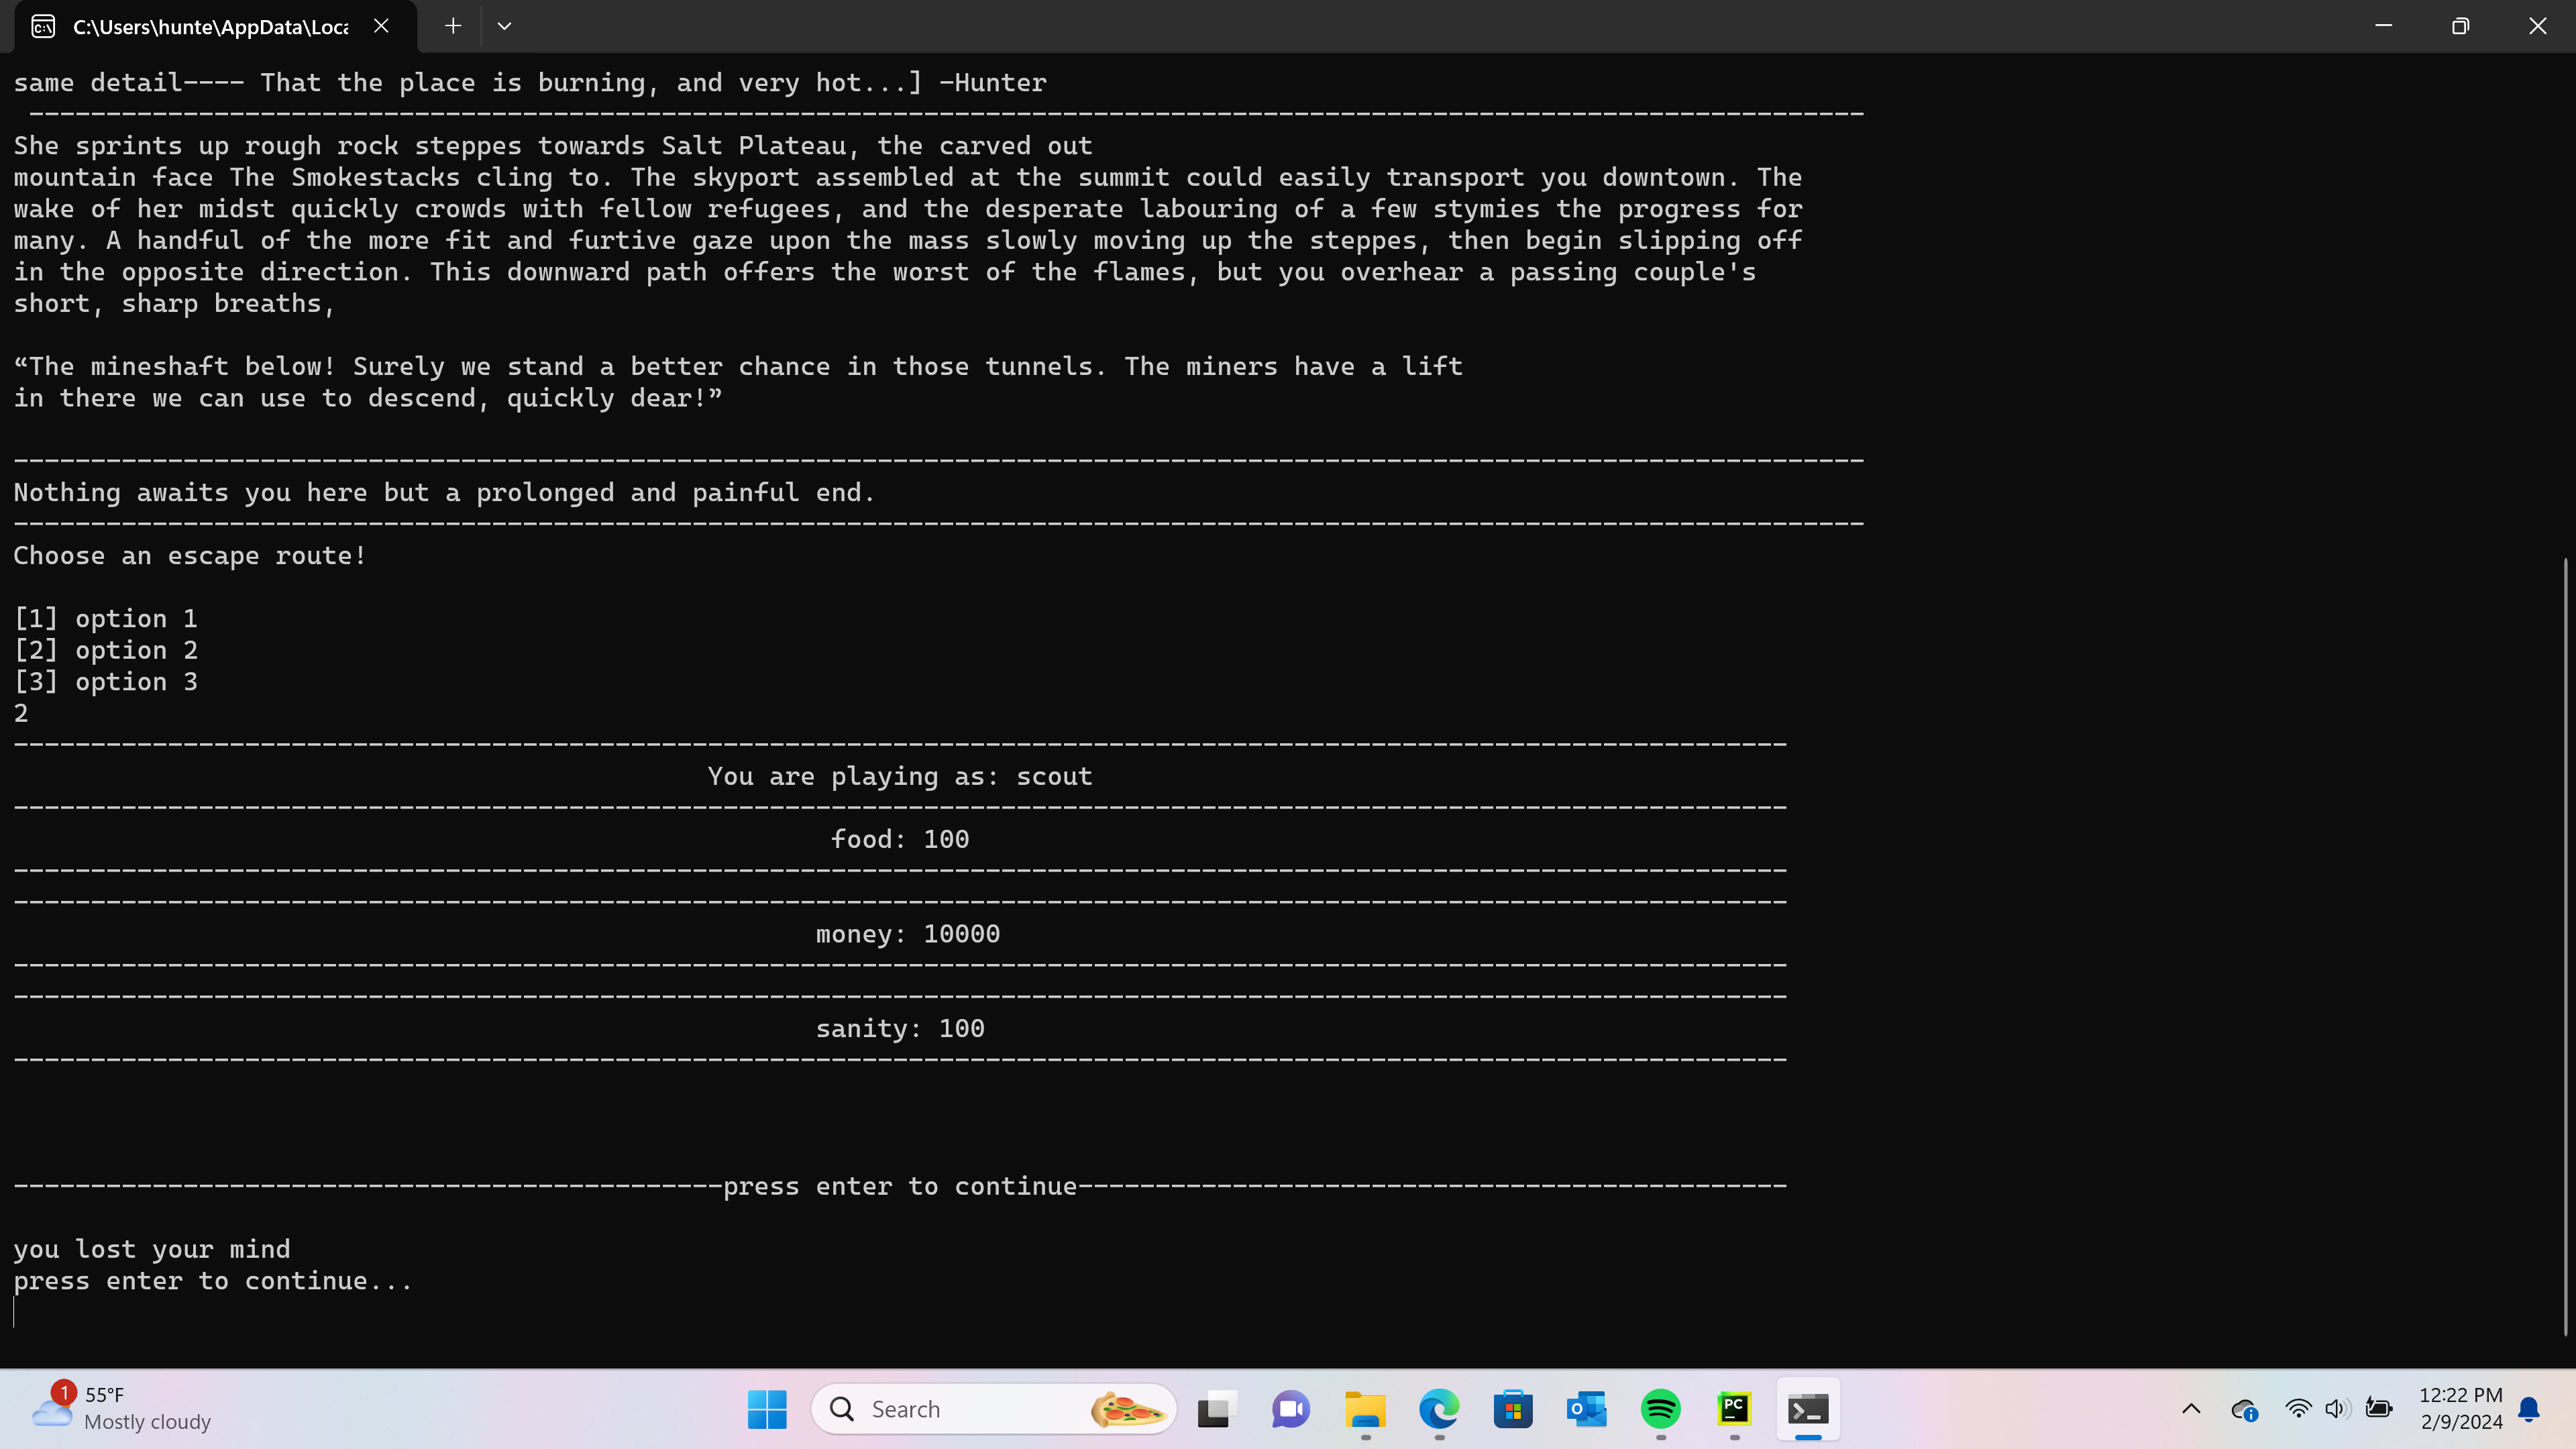 C:\Users\hunte\AppData\Loca
same detail---- That the place is burning, and very hot...] -Hunter
------------------------------------------------------------------------------------------------------------------------
She sprints up rough rock steppes towards Salt Plateau, the carved out
mountain face The Smokestacks cling to. The skyport assembled at the summit could easily transport you downtown. The
wake of her midst quickly crowds with fellow refugees, and the desperate labouring of a few stymies the progress for
many. A handful of the more fit and furtive gaze upon the mass slowly moving up the steppes, then begin slipping off
in the opposite direction. This downward path offers the worst of the flames, but you overhear a passing couple's
short, sharp breaths,
“The mineshaft below! Surely we stand a better chance in those tunnels. The miners have a lift
in there we can use to descend, quickly dear!”
------------------------------------------------------------------------------------------------------------------------
Nothing awaits you here but a prolonged and painful end.
------------------------------------------------------------------------------------------------------------------------
Choose an escape route!
[1] option 1
[2] option 2
[3] option 3
2
-------------------------------------------------------------------------------------------------------------------
You are playing as: scout
-------------------------------------------------------------------------------------------------------------------
food: 100
-------------------------------------------------------------------------------------------------------------------
-------------------------------------------------------------------------------------------------------------------
money: 10000
-------------------------------------------------------------------------------------------------------------------
-------------------------------------------------------------------------------------------------------------------
sanity: 100
-------------------------------------------------------------------------------------------------------------------
----------------------------------------------press enter to continue----------------------------------------------
you lost your mind
press enter to continue...
1
55°F
Mostly cloudy
Search
PC
12:22 PM
2/9/2024